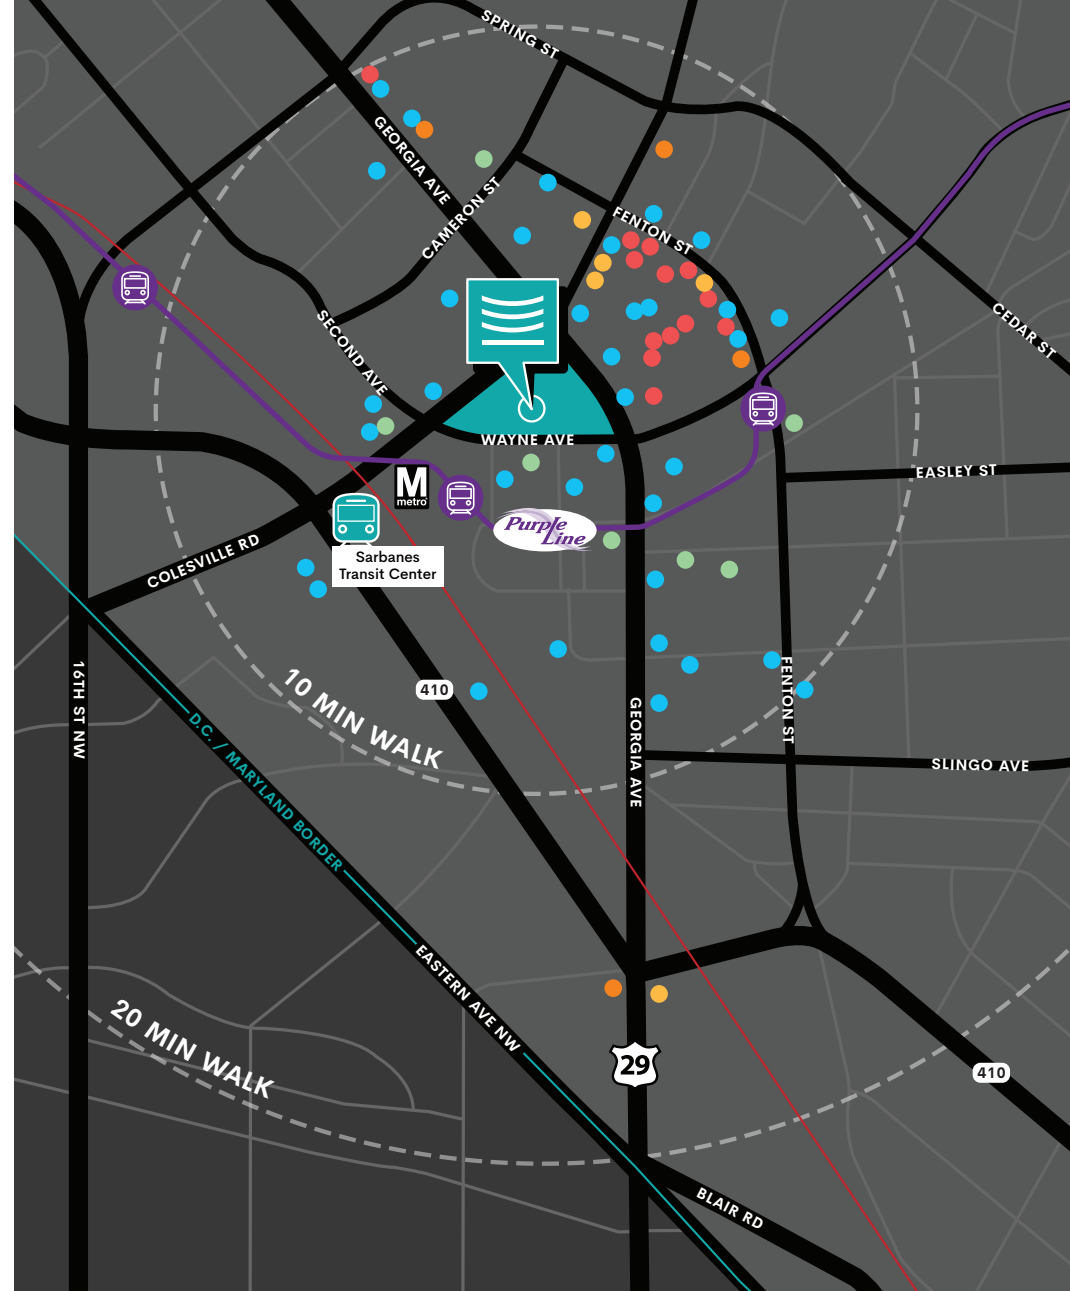 SPRING ST
GEORGIA AVE
CAMERON ST
FENTON ST
CEDAR ST
SECOND AVE
WAYNE AVE
EASLEY ST
M
metro
Purple
Line
COLESVILLE RD
Sarbanes
Transit Center
16TH ST NW
10 MIN WALK
410
FENTON ST
GEORGIA AVE
D.C. / MARYLAND BORDER
SLINGO AVE
EASTERN AVE NW
20 MIN WALK
29
410
BLAIR RD